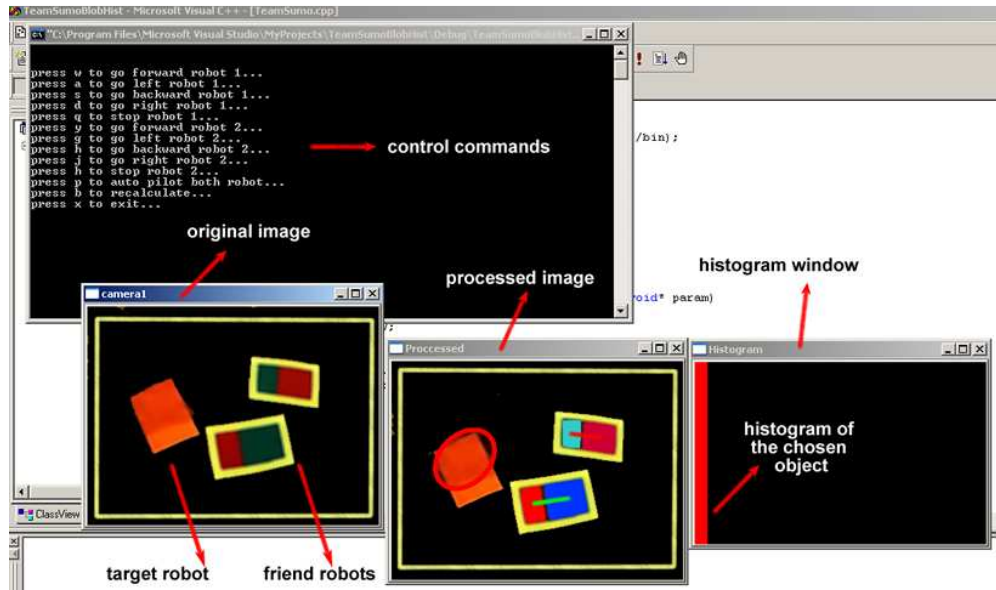 TeamSumoBlobHist - Microsoft Visual C++ - [TeamSumo.cpp]
"C:\Program Files\Microsoft Visual Studio\MyProjects\TeamSumoBlobHist\Debug\TeamSumoBlobHist...
press w to go forward robot 1...
press a to go left robot 1...
press s to go backward robot 1...
press d to go right robot 1...
press q to stop robot 1...
press y to go forward robot 2...
press g to go left robot 2...
press h to go backward robot 2...
press j to go right robot 2...
press h to stop robot 2...
press p to auto pilot both robot...
press b to recalculate...
press x to exit...
control commands
/bin);
original image
processed image
histogram window
void* param)
camera1
Proccessed
Histogram
histogram of
the chosen
object
ClassView
target robot
friend robots